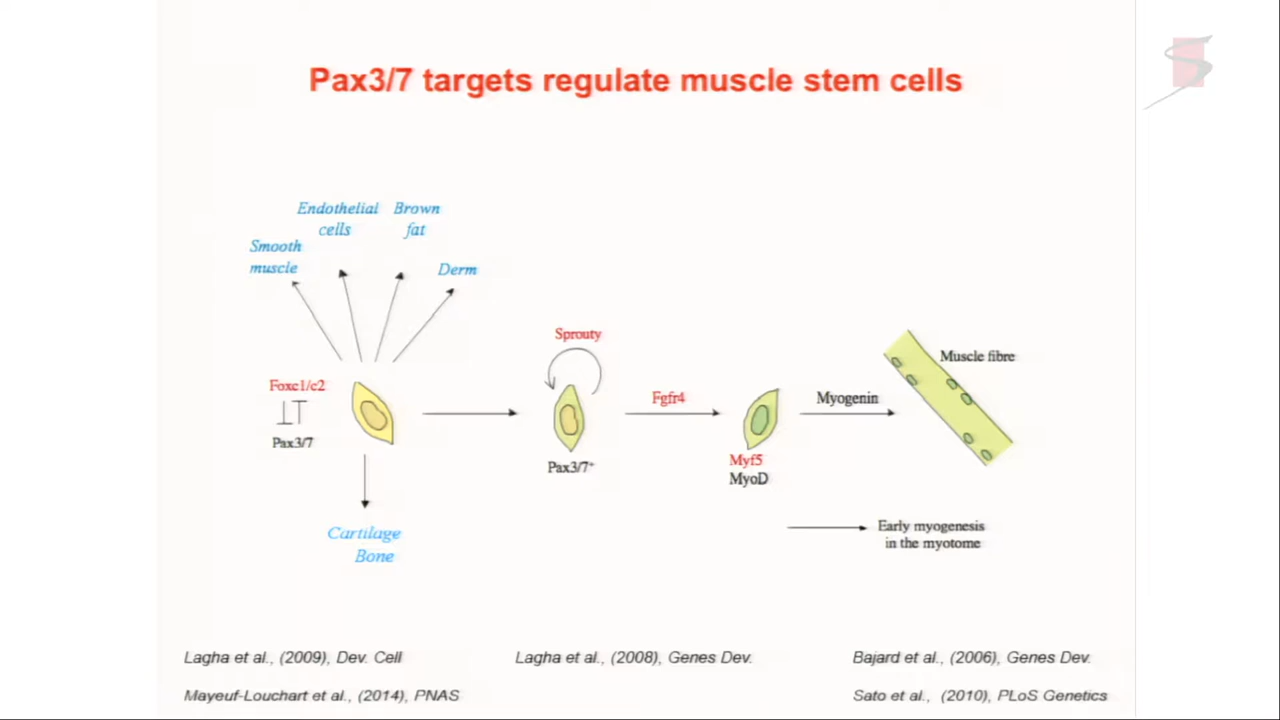 Pax3/7 targets regulate muscle stem cells
Endothelial
cells
Brown
fat
Smooth
muscle
Derm
Foxc1/c2
Pax3/7
Cartilage
Bone
Sprouty
Pax3/7+
Fgfr4
Myf5
MyoD
Myogenin
Muscle fibre
Early myogenesis
in the myotome
Lagha et al., (2009), Dev. Cell
Lagha et al., (2008), Genes Dev.
Bajard et al., (2006), Genes Dev.
Mayeuf-Louchart et al., (2014), PNAS
Sato et al., (2010), PLoS Genetics